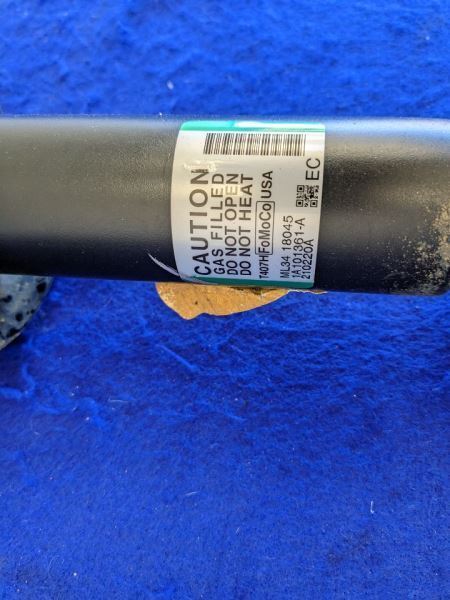 CAUTION
GAS FILLED
DO NOT OPEN
DO NOT HEAT
T407H FoMoCo USA
ML34 18045
1A101361-A
210220A
EC